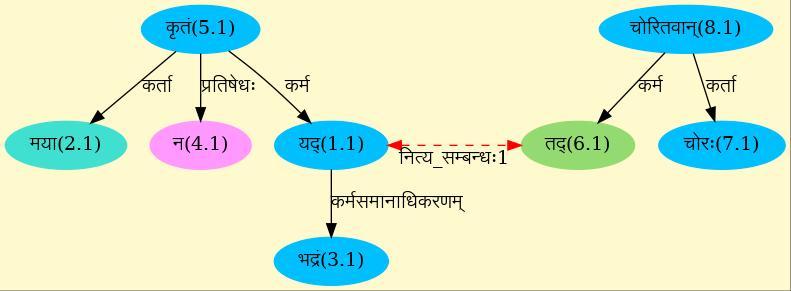 कृतं(5.1) चोरितवान्(8.1)
कर्ता प्रतिषेधः कर्म कर्म कर्ता
मया(2.1) न(4.1) यद्(1.1) नित्य_सम्बन्धः1 तद्(6.1) चोरः(7.1)
कर्मसमानाधिकरणम्
भद्रं(3.1)